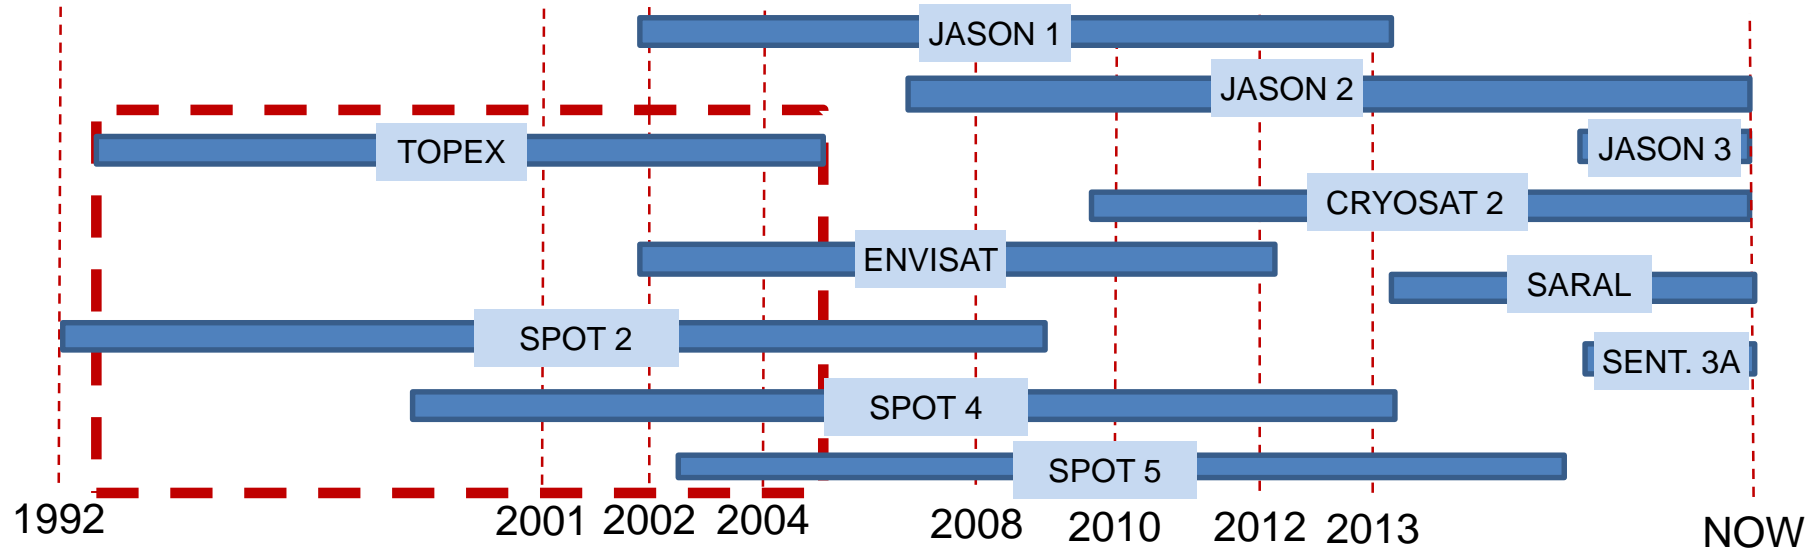 JASON 1
JASON 2
TOPEX
JASON 3
CRYOSAT 2
ENVISAT
SARAL
SPOT 2
SENT. 3A
SPOT 4
SPOT 5
1992 2001 2002 2004 2008 2010 2012 2013 NOW